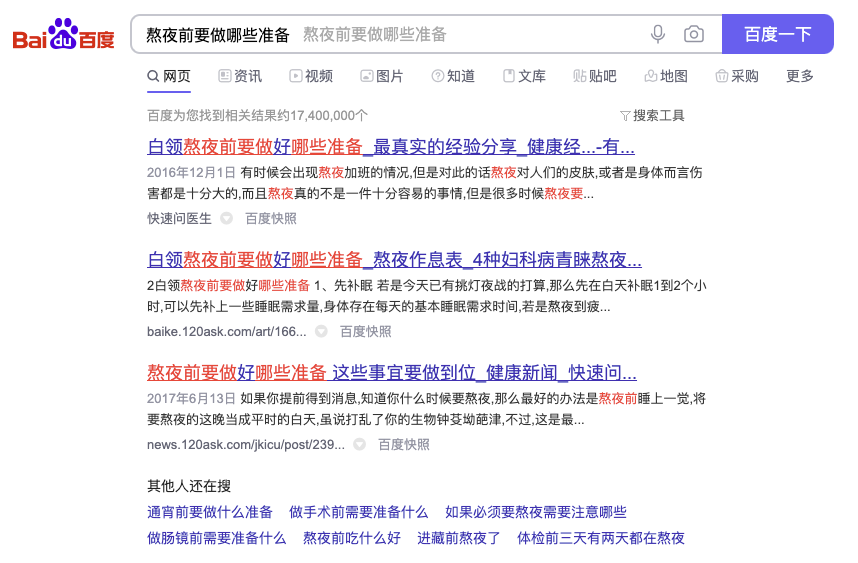 Bai du 百度 熬夜前要做哪些准备 熬夜前要做哪些准备 百度一下
网页 资讯 视频 图片 知道 文库 贴吧 地图 采购 更多
百度为您找到相关结果约17,400,000个 搜索工具
白领熬夜前要做好哪些准备_最真实的经验分享_健康经...-有...
2016年12月1日 有时候会出现熬夜加班的情况,但是对此的话熬夜对人们的皮肤,或者是身体而言伤
害都是十分大的,而且熬夜真的不是一件十分容易的事情,但是很多时候熬夜要...
快速问医生 百度快照
白领熬夜前要做好哪些准备_熬夜作息表_4种妇科病青睐熬夜...
2白领熬夜前要做好哪些准备 1、先补眠 若是今天已有挑灯夜战的打算,那么先在白天补眠1到2个小
时,可以先补上一些睡眠需求量,身体存在每天的基本睡眠需求时间,若是熬夜到疲...
baike.120ask.com/art/166... 百度快照
熬夜前要做好哪些准备 这些事宜要做到位_健康新闻_快速问...
2017年6月13日 如果你提前得到消息,知道你什么时候要熬夜,那么最好的办法是熬夜前睡上一觉,将
要熬夜的这晚当成平时的白天,虽说打乱了你的生物钟芟坳葩津,不过,这是最...
news.120ask.com/jkicu/post/239... 百度快照
其他人还在搜
通宵前要做什么准备 做手术前需要准备什么 如果必须要熬夜需要注意哪些
做肠镜前需要准备什么 熬夜前吃什么好 进藏前熬夜了 体检前三天有两天都在熬夜